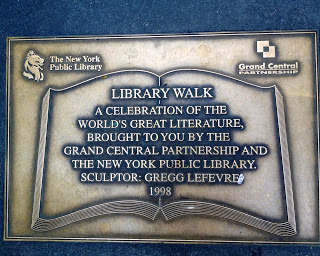 The New York
Public Library
Grand Central
PARTNERSHIP
LIBRARY WALK
A CELEBRATION OF THE
WORLD'S GREAT LITERATURE,
BROUGHT TO YOU BY THE
GRAND CENTRAL PARTNERSHIP AND
THE NEW YORK PUBLIC LIBRARY.
SCULPTOR: GREGG LEFEVRE
1998